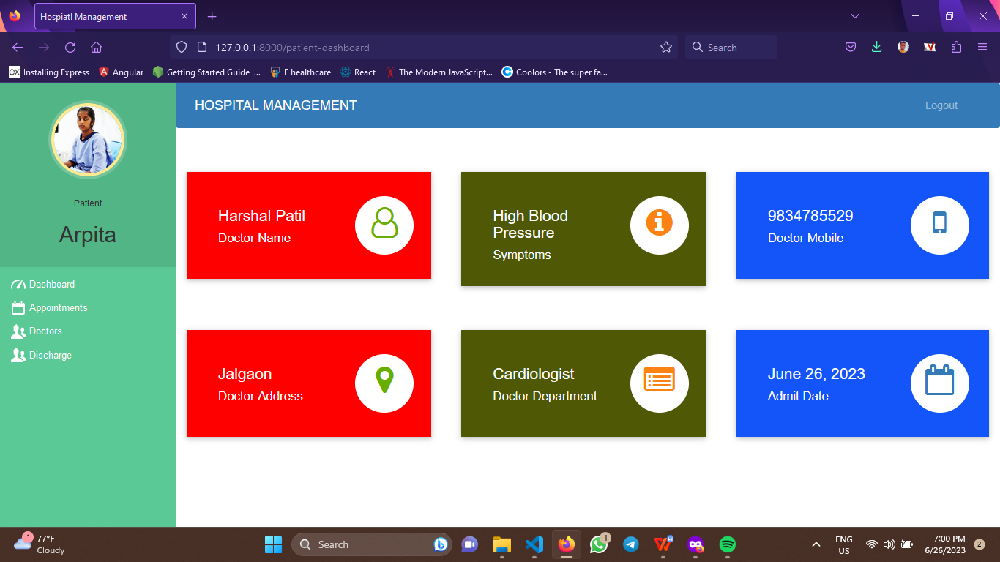 Hospiatl Management
127.0.0.1:8000/patient-dashboard
Search
ex Installing Express
Angular
Getting Started Guide |...
E healthcare
React
The Modern JavaScript...
Coolors - The super fa...
HOSPITAL MANAGEMENT
Logout
Patient
Arpita
Dashboard
Appointments
Doctors
Discharge
Harshal Patil
Doctor Name
High Blood
Pressure
Symptoms
9834785529
Doctor Mobile
Jalgaon
Doctor Address
Cardiologist
Doctor Department
June 26, 2023
Admit Date
1
77°F
Cloudy
Search
1
ENG
US
7:00 PM
6/26/2023
2